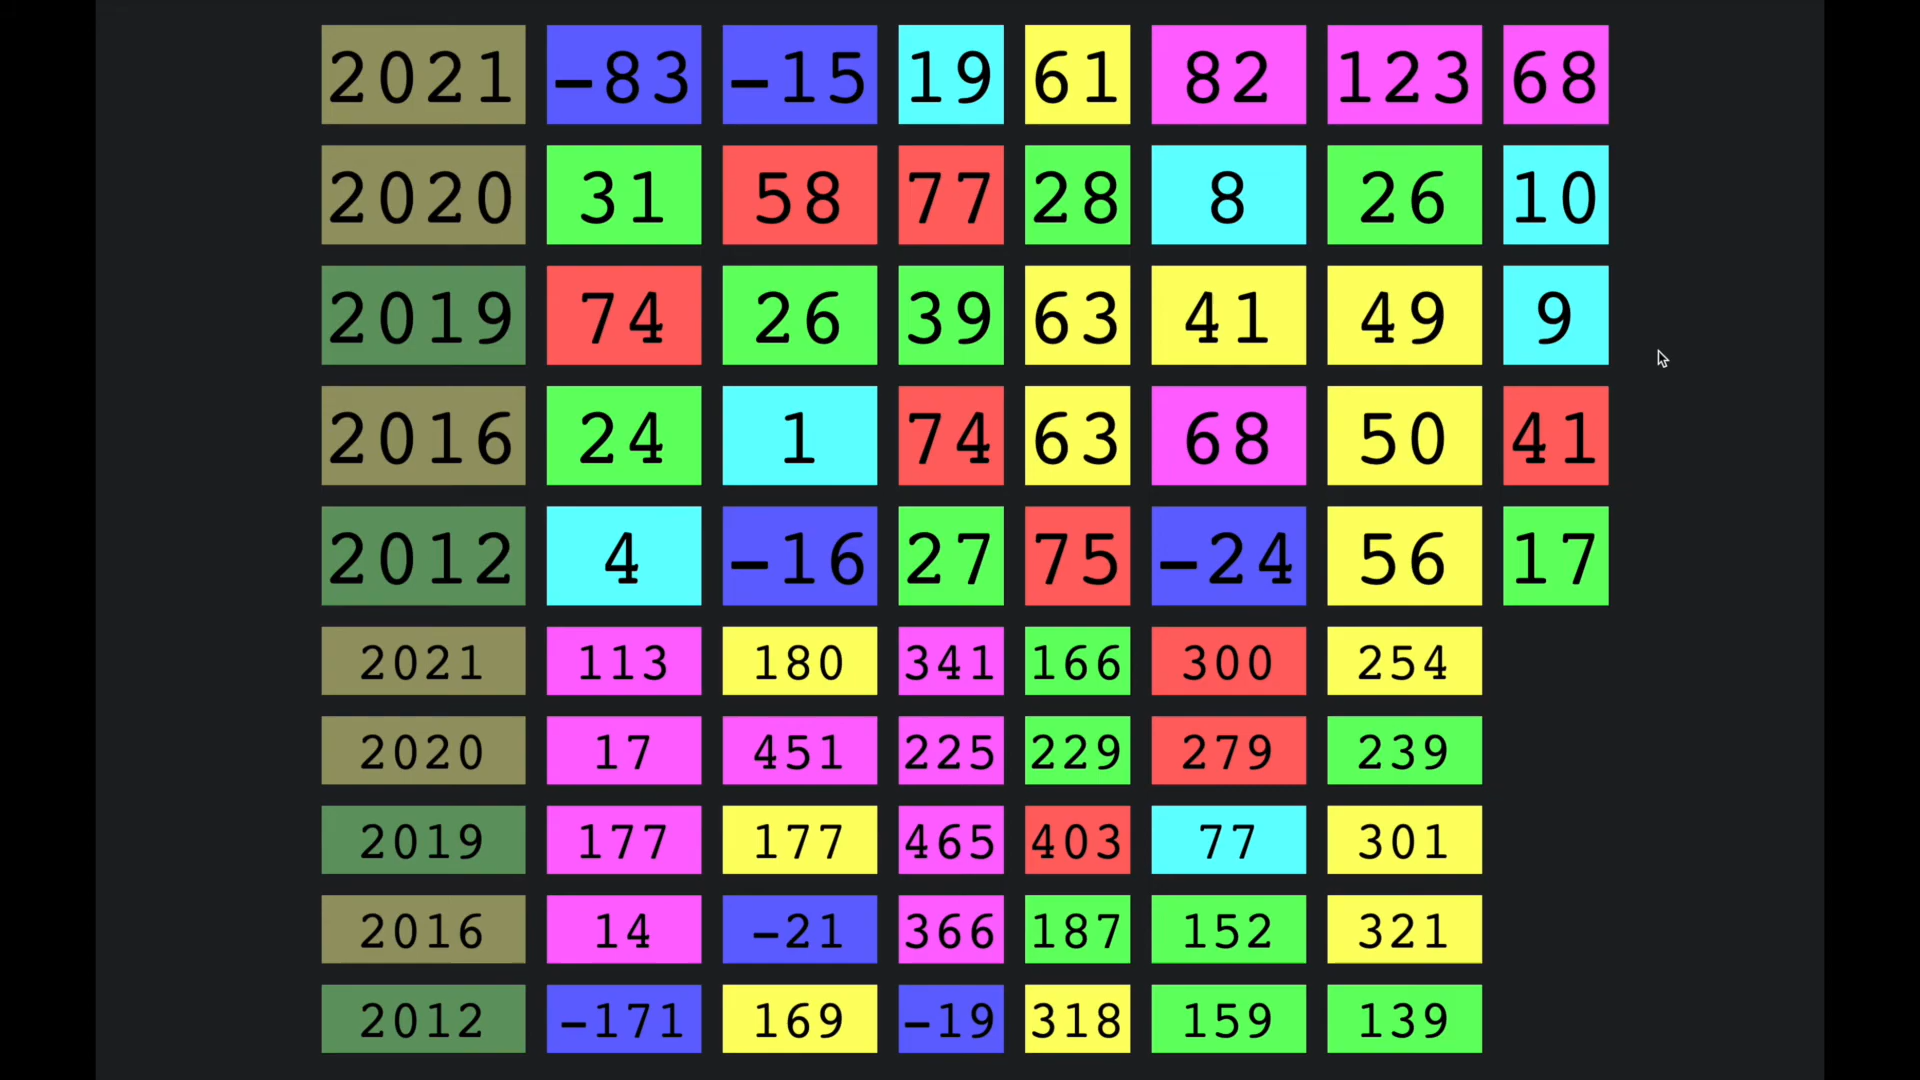 2021 -83 -15 19 61 82 123 68
2020 31 58 77 28 8 26 10
2019 74 26 39 63 41 49 9
2016 24 1 74 63 68 50 41
2012 4 -16 27 75 -24 56 17
2021 113 180 341 166 300 254
2020 17 451 225 229 279 239
2019 177 177 465 403 77 301
2016 14 -21 366 187 152 321
2012 -171 169 -19 318 159 139